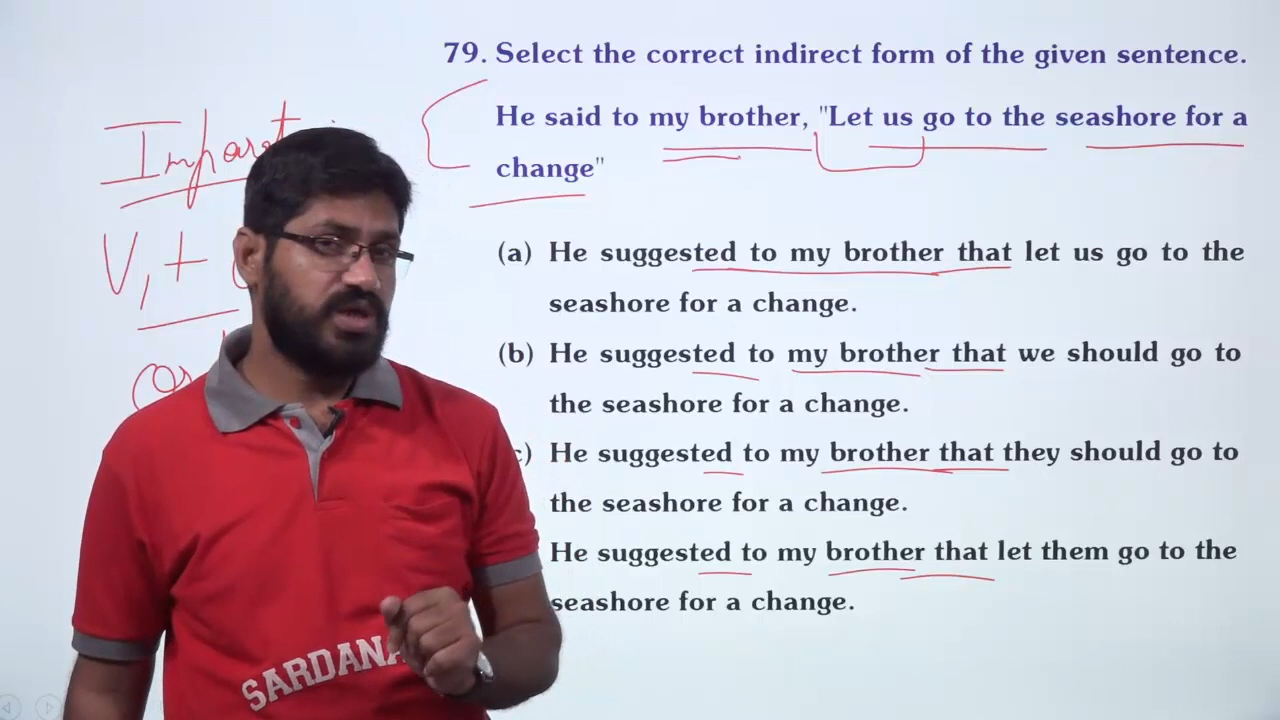 79. Select the correct indirect form of the given sentence.
He said to my brother, "Let us go to the seashore for a
change"
(a) He suggested to my brother that let us go to the
seashore for a change.
(b) He suggested to my brother that we should go to
the seashore for a change.
c) He suggested to my brother that they should go to
the seashore for a change.
He suggested to my brother that let them go to the
seashore for a change.
Imparat
V1 +
Or
SARDANA